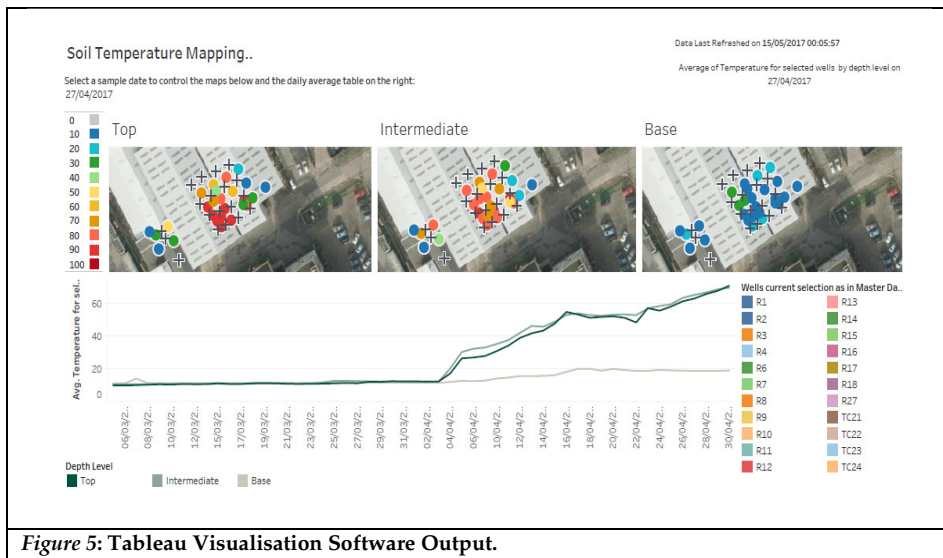 Soil Temperature Mapping..
Data Last Refreshed on 15/05/2017 00:05:57
Select a sample date to control the maps below and the daily average table on the right:
27/04/2017
Average of Temperature for selected wells by depth level on
27/04/2017
0
10
20
30
40
50
60
70
80
90
100
Top
Intermediate
Base
Avg. Temperature for sel..
60
40
20
0
06/03/2..
08/03/2..
10/03/2..
13/03/2..
15/03/2..
17/03/2..
19/03/2..
21/03/2..
23/03/2..
25/03/2..
27/03/2..
29/03/2..
31/03/2..
02/04/2..
04/04/2..
06/04/2..
08/04/2..
10/04/2..
12/04/2..
14/04/2..
16/04/2..
18/04/2..
20/04/2..
22/04/2..
24/04/2..
26/04/2..
28/04/2..
30/04/2..
Wells current selection as in Master Da..
R1
R2
R3
R4
R6
R7
R8
R9
R10
R11
R12
R13
R14
R15
R16
R17
R18
R27
TC21
TC22
TC23
TC24
Depth Level
Top
Intermediate
Base
Figure 5: Tableau Visualisation Software Output.